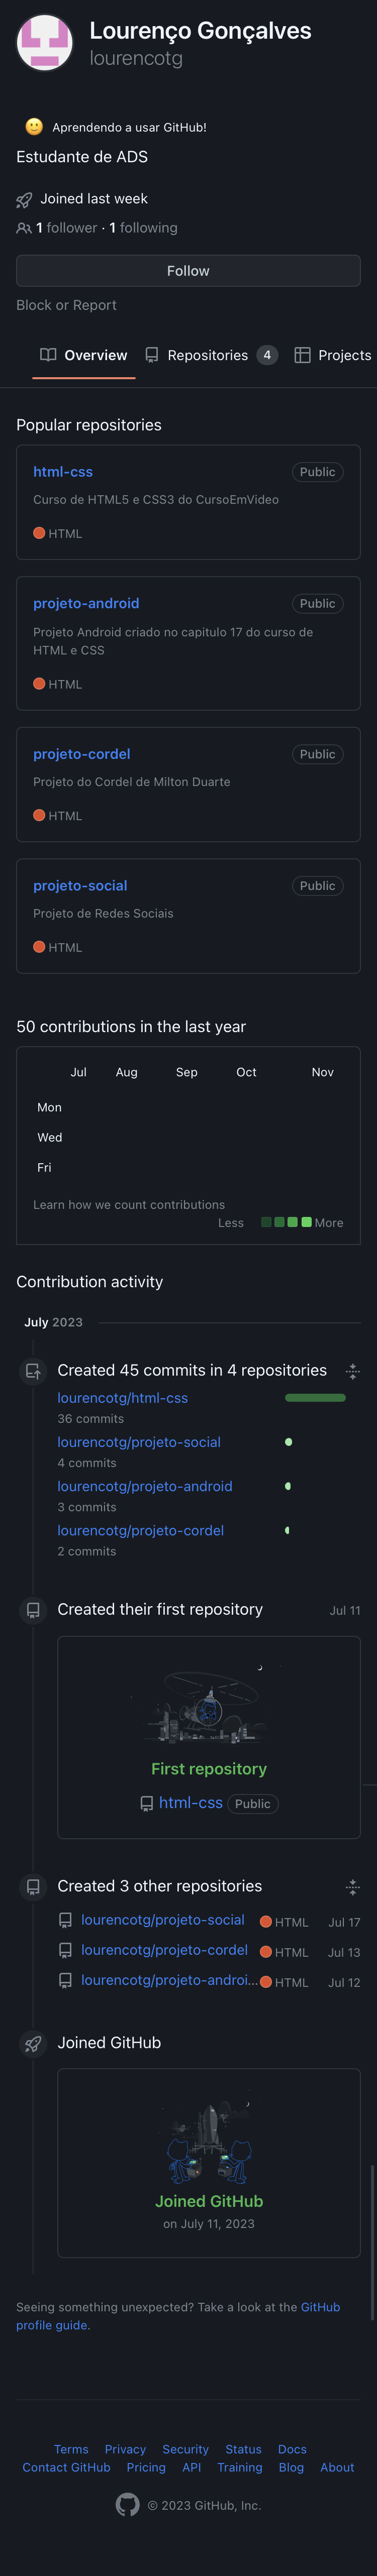 Lourenço Gonçalves
lourencotg
🙂 Aprendendo a usar GitHub!
Estudante de ADS
Joined last week
1 follower · 1 following
Follow
Block or Report
Overview Repositories 4 Projects
Popular repositories
html-css Public
Curso de HTML5 e CSS3 do CursoEmVideo
HTML
projeto-android Public
Projeto Android criado no capitulo 17 do curso de
HTML e CSS
HTML
projeto-cordel Public
Projeto do Cordel de Milton Duarte
HTML
projeto-social Public
Projeto de Redes Sociais
HTML
50 contributions in the last year
Jul Aug Sep Oct Nov
Mon
Wed
Fri
Learn how we count contributions
Less More
Contribution activity
July 2023
Created 45 commits in 4 repositories
lourencotg/html-css
36 commits
lourencotg/projeto-social
4 commits
lourencotg/projeto-android
3 commits
lourencotg/projeto-cordel
2 commits
Created their first repository Jul 11
First repository
html-css Public
Created 3 other repositories
lourencotg/projeto-social HTML Jul 17
lourencotg/projeto-cordel HTML Jul 13
lourencotg/projeto-androi... HTML Jul 12
Joined GitHub
Joined GitHub
on July 11, 2023
Seeing something unexpected? Take a look at the GitHub
profile guide.
Terms Privacy Security Status Docs
Contact GitHub Pricing API Training Blog About
© 2023 GitHub, Inc.